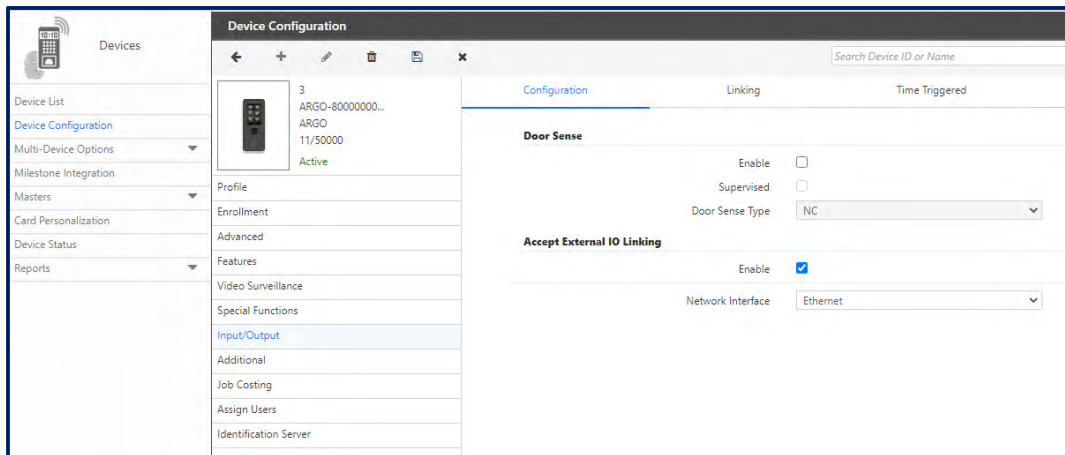 10:10
Devices
Device List
Device Configuration
Multi-Device Options
Milestone Integration
Masters
Card Personalization
Device Status
Reports
Device Configuration
Search Device ID or Name
3
ARGO-80000000...
ARGO
11/50000
Active
Profile
Enrollment
Advanced
Features
Video Surveillance
Special Functions
Input/Output
Additional
Job Costing
Assign Users
Identification Server
Configuration Linking Time Triggered
Door Sense
Enable
Supervised
Door Sense Type NC
Accept External IO Linking
Enable
Network Interface Ethernet